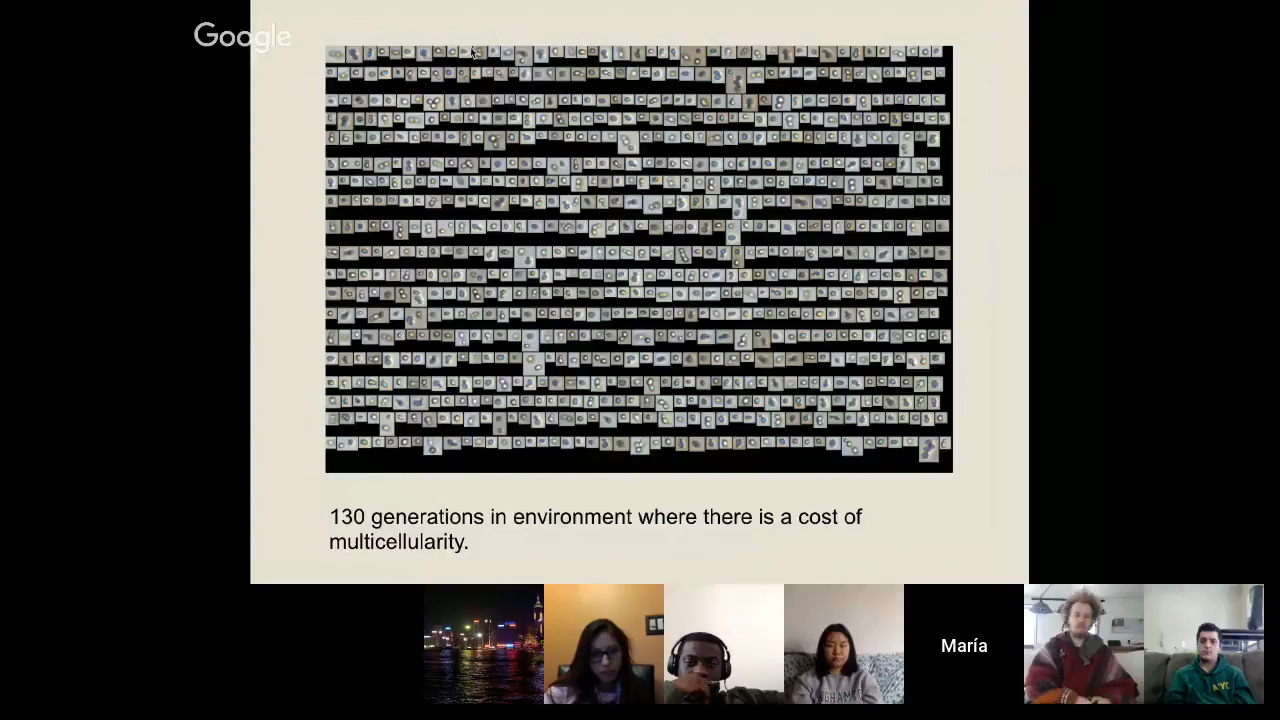 Google
130 generations in environment where there is a cost of
multicellularity.
María